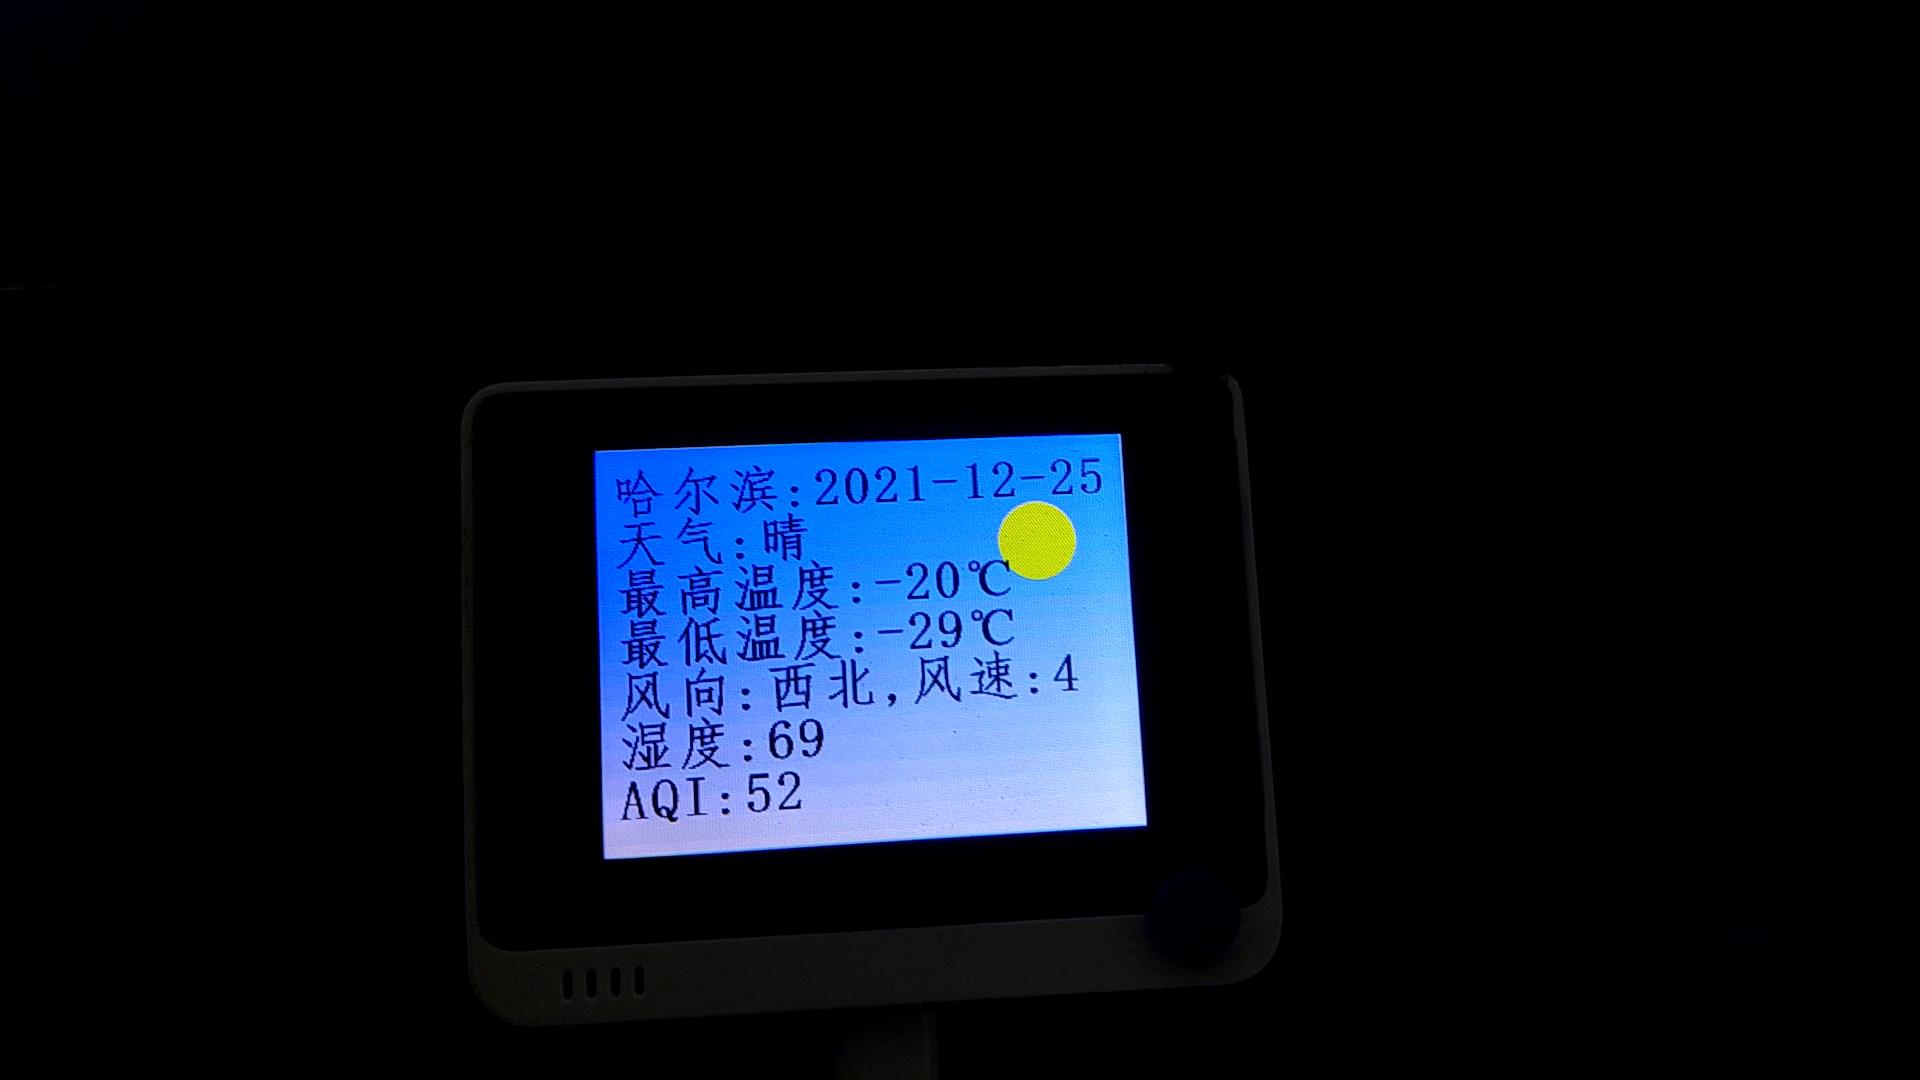 哈尔滨:2021-12-25
天气:晴
最高温度:-20℃
最低温度:-29℃
风向:西北,风速:4
湿度:69
AQI:52